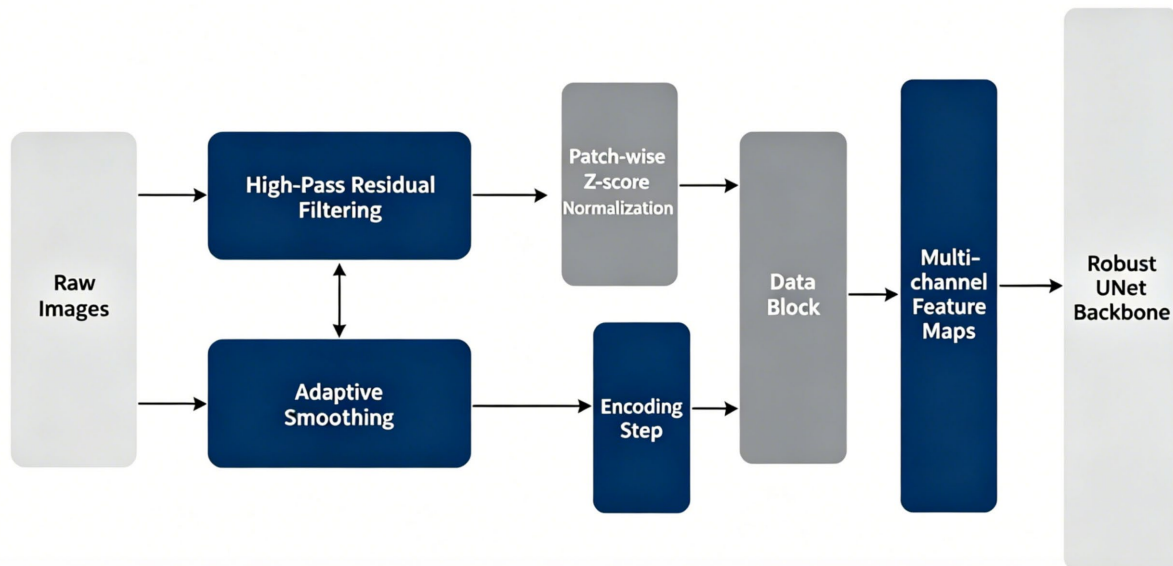 Raw
Images
High-Pass Residual
Filtering
Adaptive
Smoothing
Patch-wise
Z-score
Normalization
Encoding
Step
Data
Block
Multi-
channel
Feature
Maps
Robust
UNet
Backbone